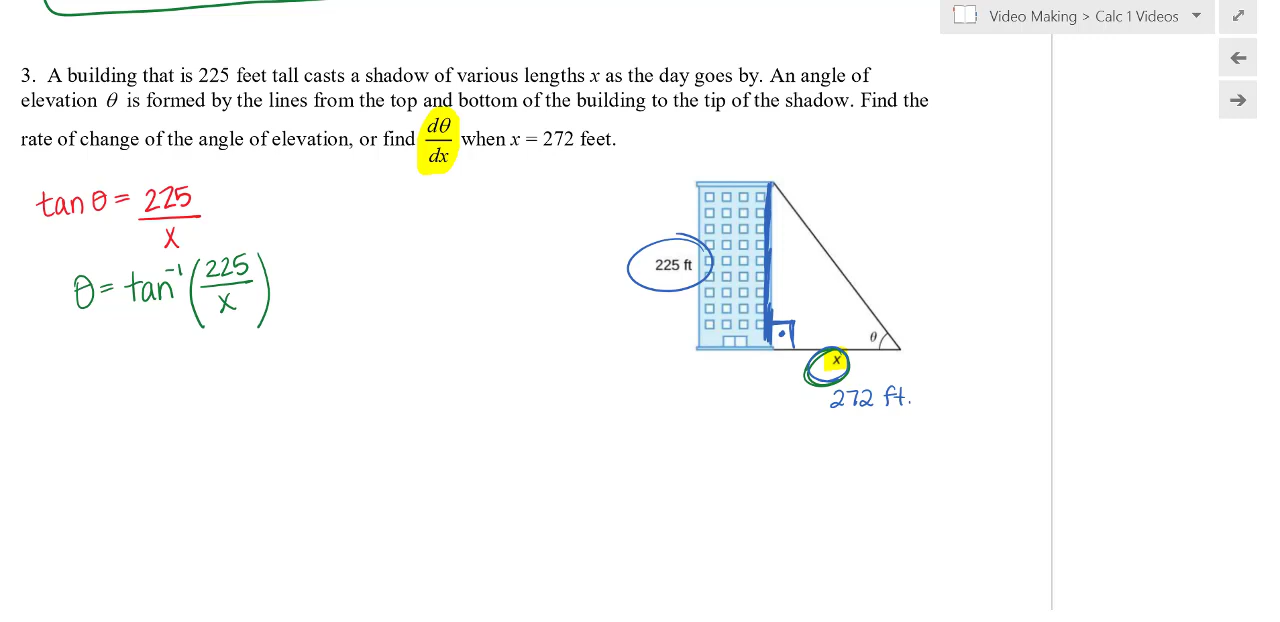 Video Making > Calc 1 Videos
3. A building that is 225 feet tall casts a shadow of various lengths x as the day goes by. An angle of
elevation θ is formed by the lines from the top and bottom of the building to the tip of the shadow. Find the
rate of change of the angle of elevation, or find dθ/dx when x = 272 feet.
tan θ = 225/x
θ = tan⁻¹(225/x)
225 ft
θ
x
272 ft.